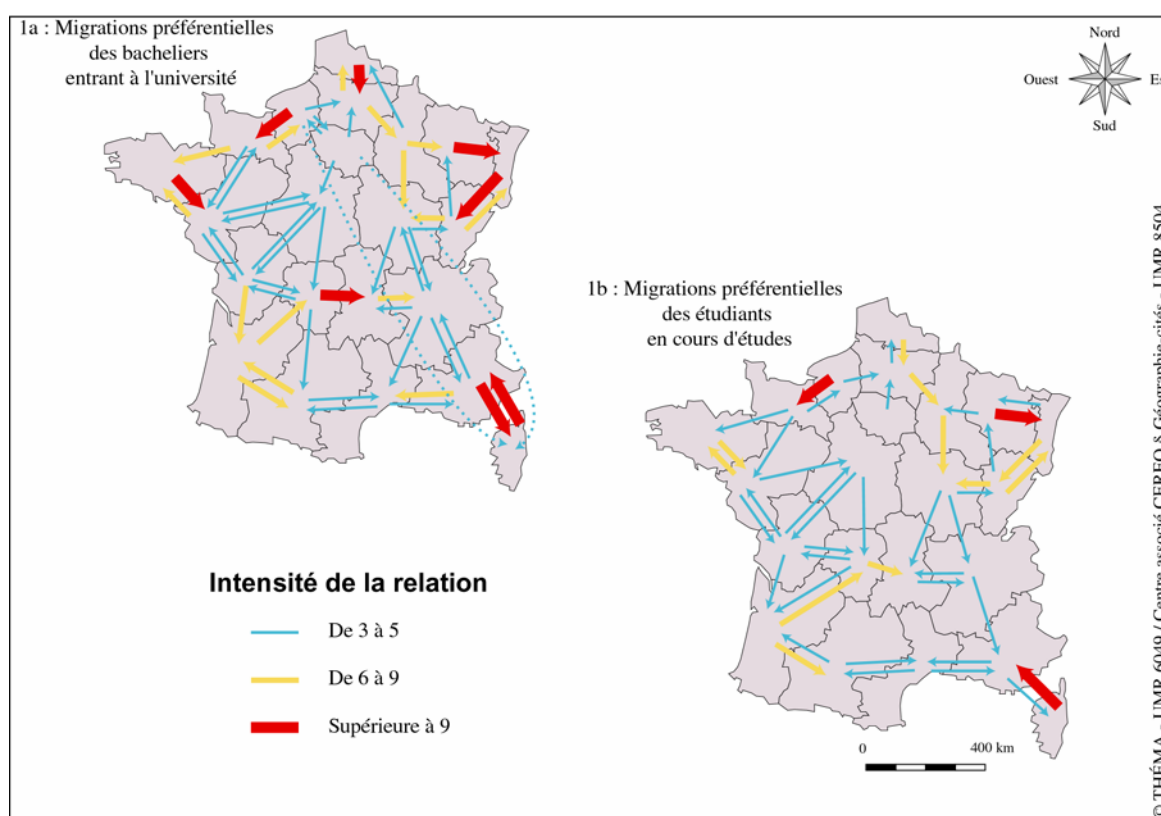 1a : Migrations préférentielles
des bacheliers
entrant à l'université
Nord
Ouest
Es
Sud
1b : Migrations préférentielles
des étudiants
en cours d'études
Intensité de la relation
De 3 à 5
De 6 à 9
Supérieure à 9
0
400 km
© THÉMA - UMR 6049 / Centre associé CEREQ & Géographie-cités - UMR 8504